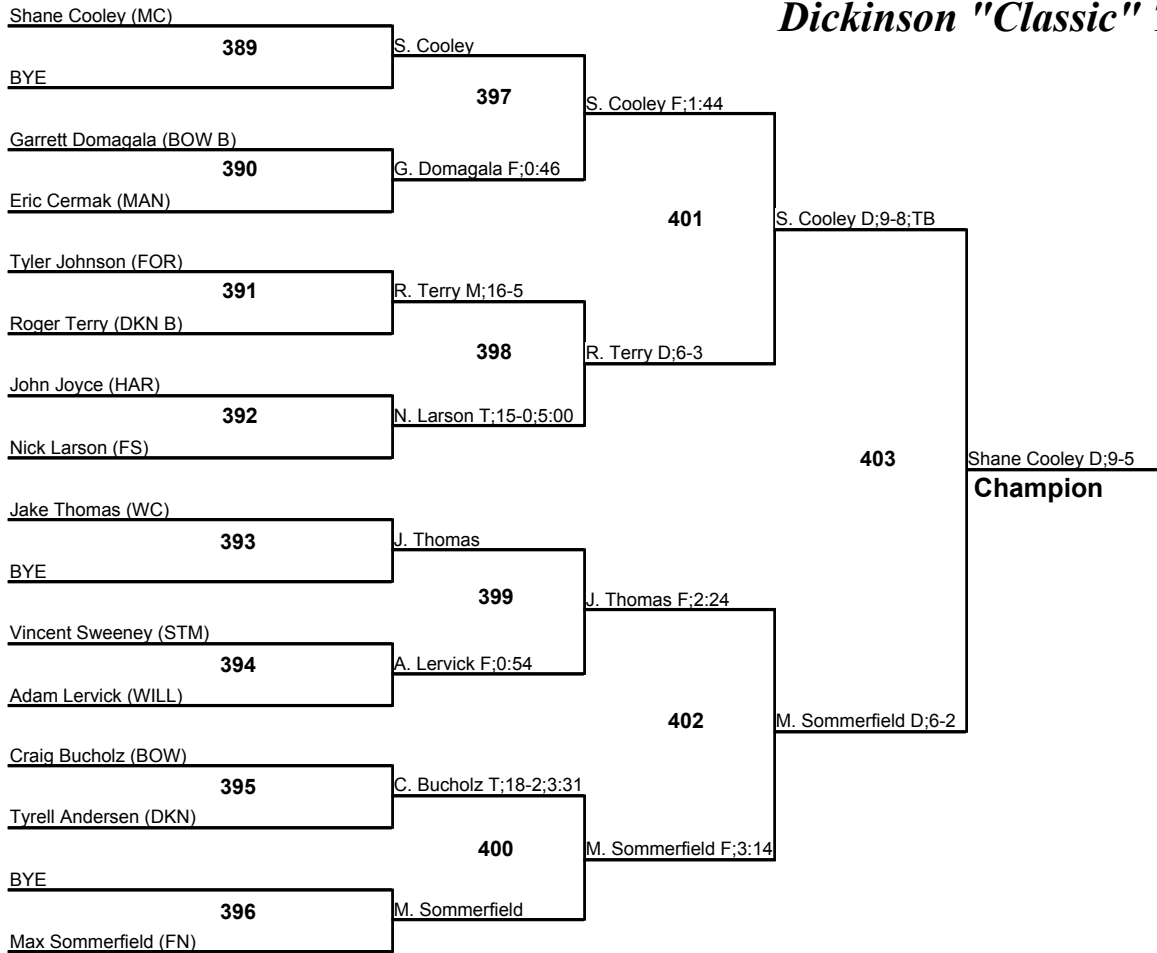 Dickinson "Classic"
Shane Cooley (MC)
389
BYE
S. Cooley
397
Garrett Domagala (BOW B)
390
Eric Cermak (MAN)
G. Domagala F;0:46
S. Cooley F;1:44
401
Tyler Johnson (FOR)
391
Roger Terry (DKN B)
R. Terry M;16-5
398
John Joyce (HAR)
392
Nick Larson (FS)
N. Larson T;15-0;5:00
R. Terry D;6-3
S. Cooley D;9-8;TB
403
Jake Thomas (WC)
393
BYE
J. Thomas
399
Vincent Sweeney (STM)
394
Adam Lervick (WILL)
A. Lervick F;0:54
J. Thomas F;2:24
402
Craig Bucholz (BOW)
395
Tyrell Andersen (DKN)
C. Bucholz T;18-2;3:31
400
BYE
396
Max Sommerfield (FN)
M. Sommerfield
M. Sommerfield F;3:14
M. Sommerfield D;6-2
Shane Cooley D;9-5
Champion